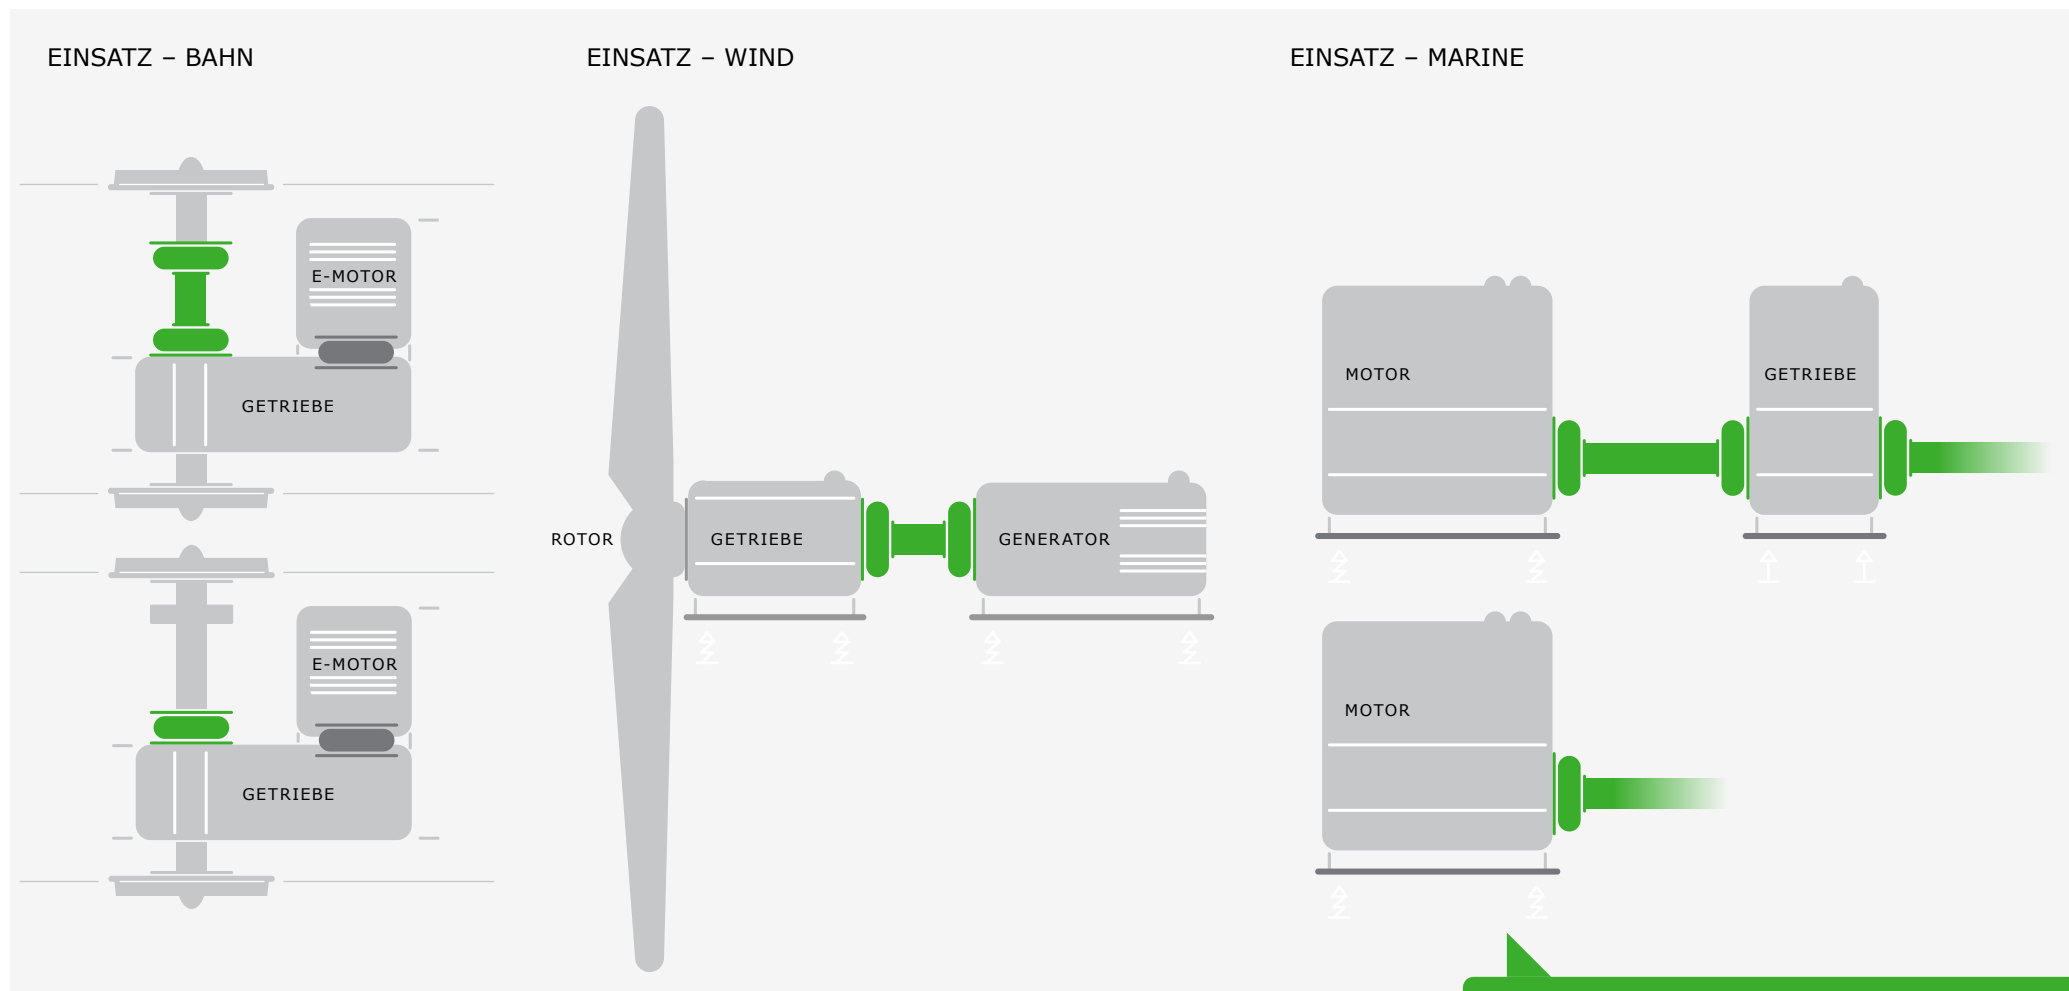 EINSATZ – BAHN
E-MOTOR
GETRIEBE
E-MOTOR
GETRIEBE
EINSATZ – WIND
ROTOR
GETRIEBE
GENERATOR
EINSATZ – MARINE
MOTOR
GETRIEBE
MOTOR